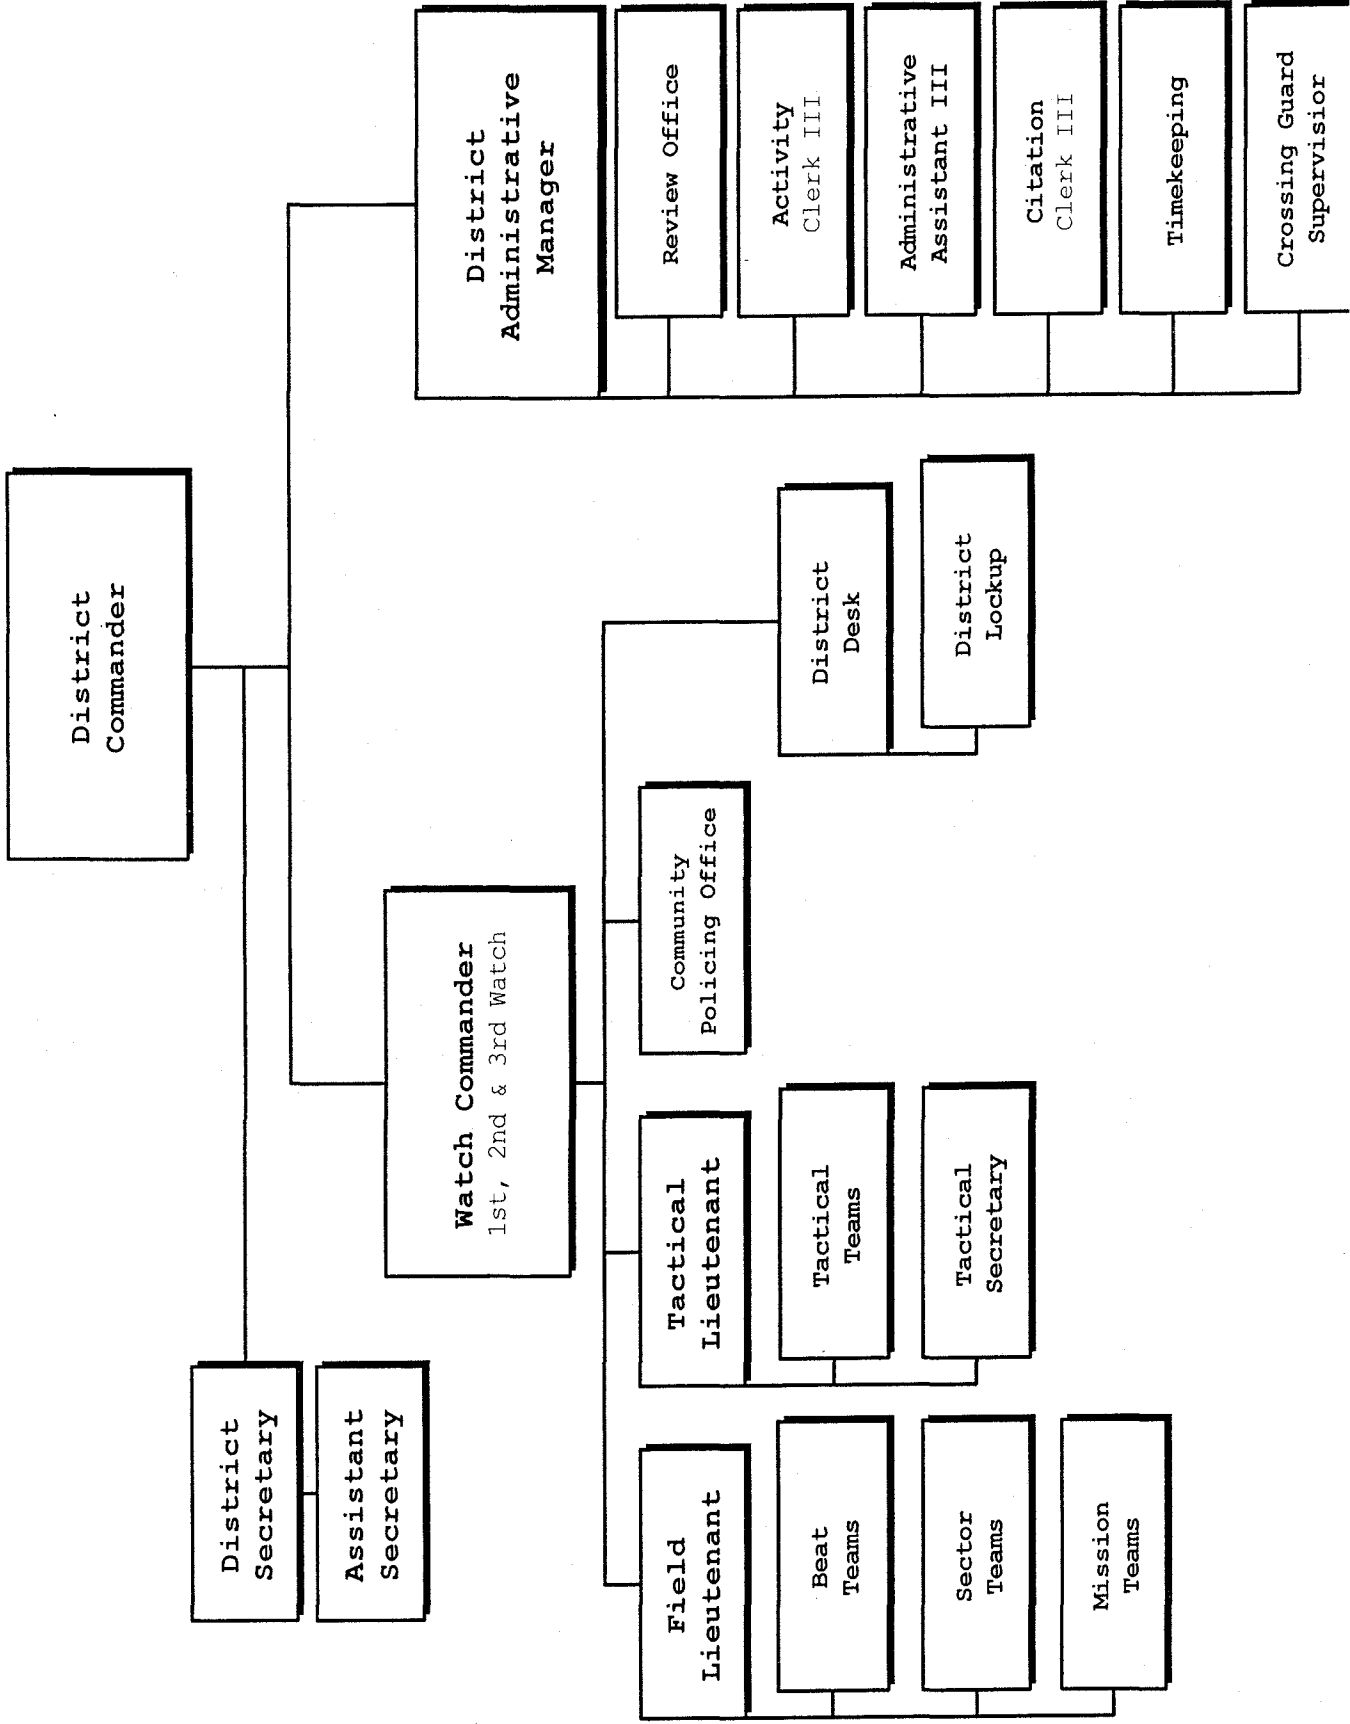 District
Commander
District
Secretary
Assistant
Secretary
Watch Commander
1st, 2nd & 3rd Watch
District
Administrative
Manager
Field
Lieutenant
Beat
Teams
Sector
Teams
Mission
Teams
Tactical
Lieutenant
Tactical
Teams
Tactical
Secretary
Community
Policing Office
District
Desk
District
Lockup
Review Office
Activity
Clerk III
Administrative
Assistant III
Citation
Clerk III
Timekeeping
Crossing Guard
Supervisior